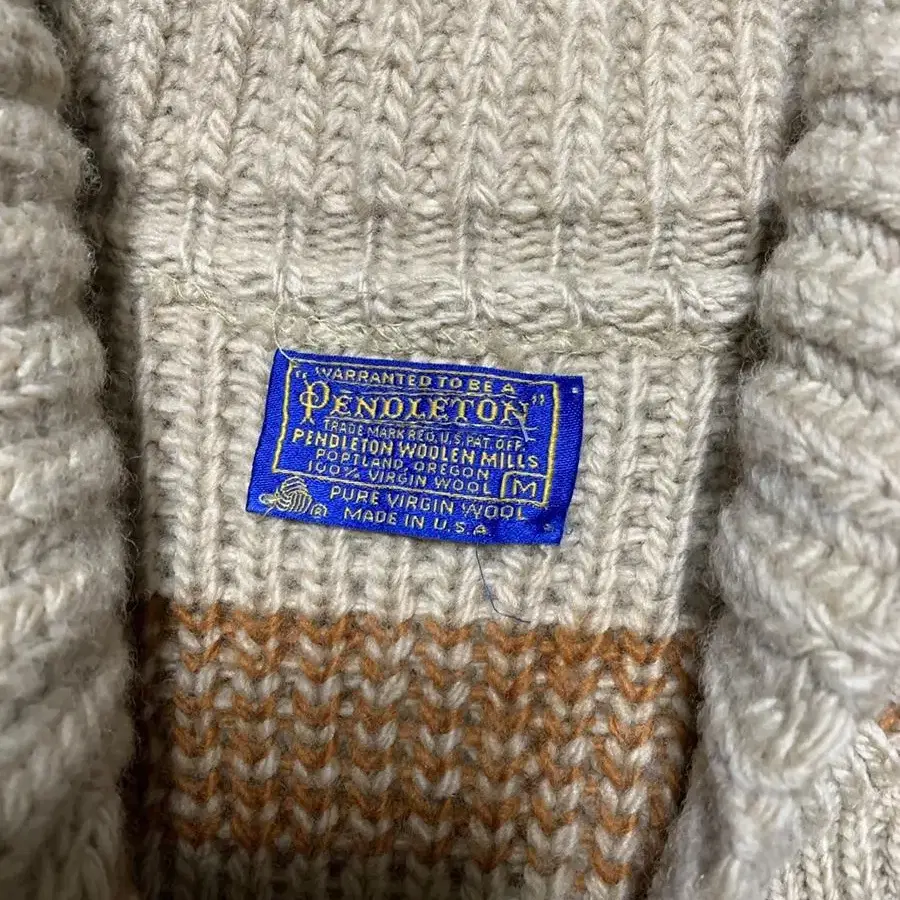 "WARRANTED TO BE A
PENDLETON"
TRADE MARK REG. U.S. PAT. OFF.
PENDLETON WOOLEN MILLS
PORTLAND, OREGON
100% VIRGIN WOOL M
PURE VIRGIN WOOL
® MADE IN U.S.A.